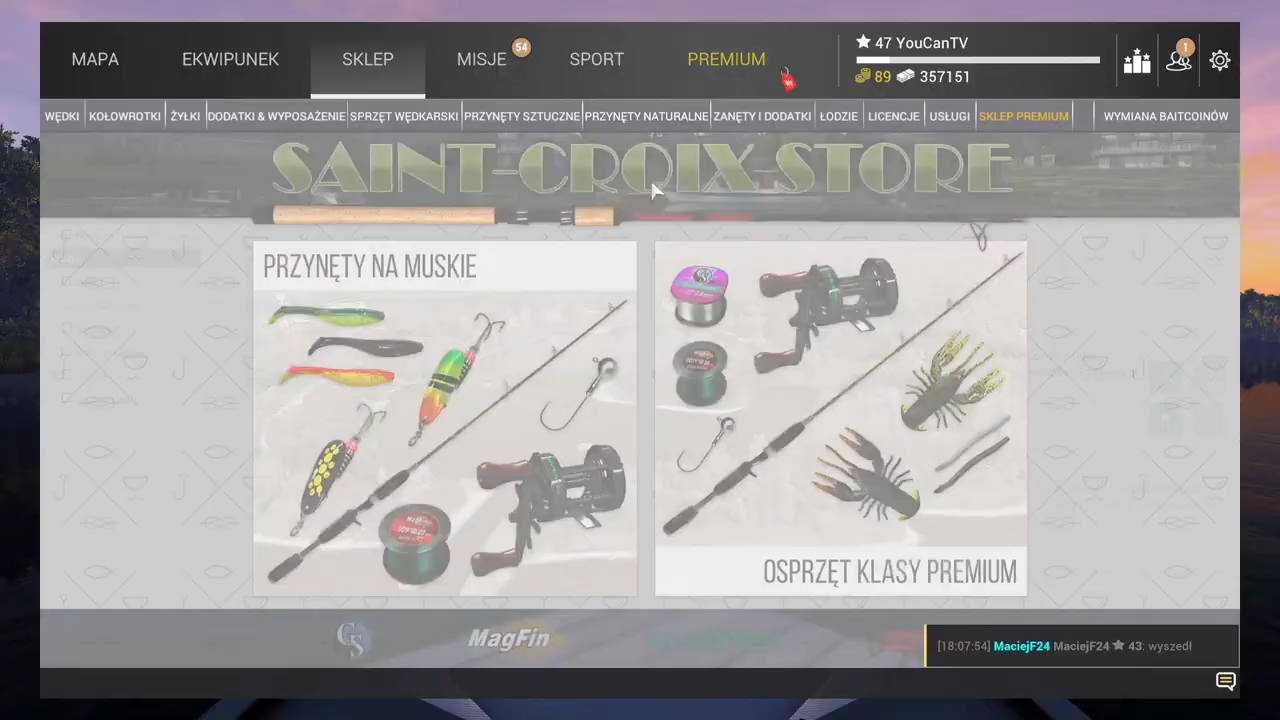 MAPA EKWIPUNEK SKLEP MISJE 54 SPORT PREMIUM
47 YouCanTV
89 357151
1
WĘDKI KOŁOWROTKI ŻYŁKI DODATKI & WYPOSAŻENIE SPRZĘT WĘDKARSKI PRZYNĘTY SZTUCZNE PRZYNĘTY NATURALNE ZANĘTY I DODATKI ŁODZIE LICENCJE USŁUGI SKLEP PREMIUM WYMIANA BAITCOINÓW
SAINT-CROIX STORE
PRZYNĘTY NA MUSKIE
OSPRZĘT KLASY PREMIUM
MagFin
[18:07:54] MaciejF24 MaciejF24 43: wyszedł